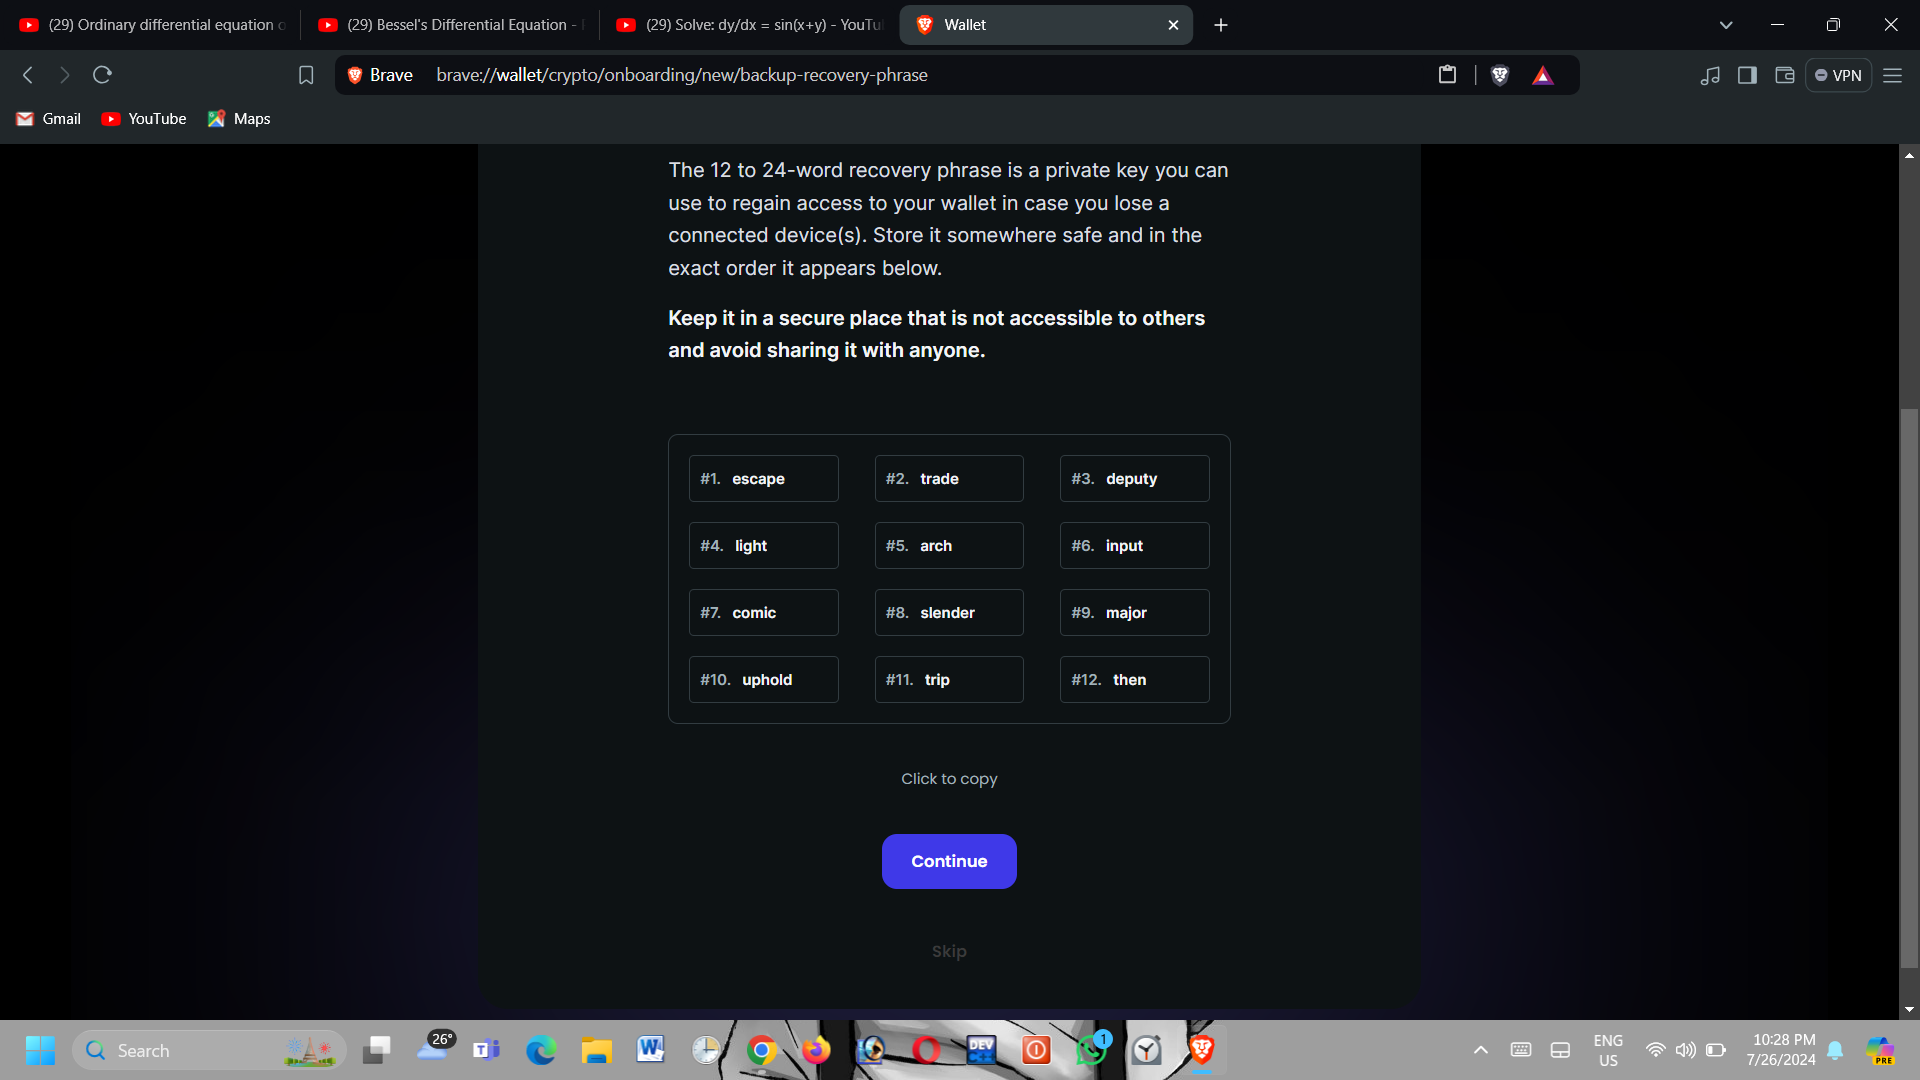 (29) Ordinary differential equation
(29) Bessel's Differential Equation -
(29) Solve: dy/dx = sin(x+y) -
Wallet
Brave
brave://wallet/crypto/onboarding/new/backup-recovery-phrase
VPN
Gmail
YouTube
Maps
The 12 to 24-word recovery phrase is a private key you can
use to regain access to your wallet in case you lose a
connected device(s). Store it somewhere safe and in the
exact order it appears below.
Keep it in a secure place that is not accessible to others
and avoid sharing it with anyone.
#1. escape
#2. trade
#3. deputy
#4. light
#5. arch
#6. input
#7. comic
#8. slender
#9. major
#10. uphold
#11. trip
#12. then
Click to copy
Continue
Skip
Search
26°
DEV
1
ENG
US
10:28 PM
7/26/2024
PRE